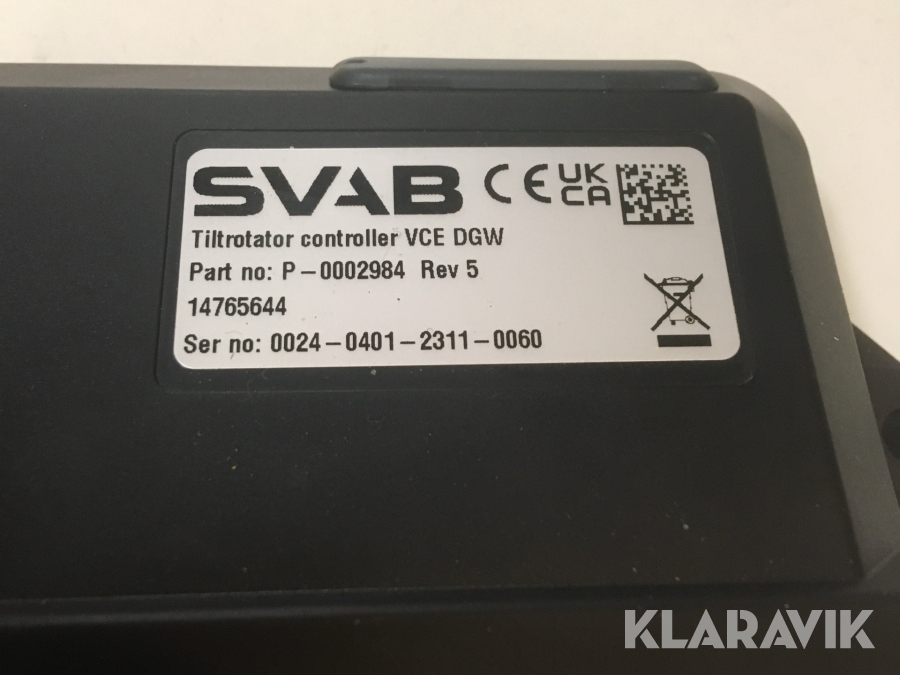 SVAB CE UK CA
Tiltrotator controller VCE DGW
Part no: P-0002984 Rev 5
14765644
Ser no: 0024-0401-2311-0060
KLARAVIK